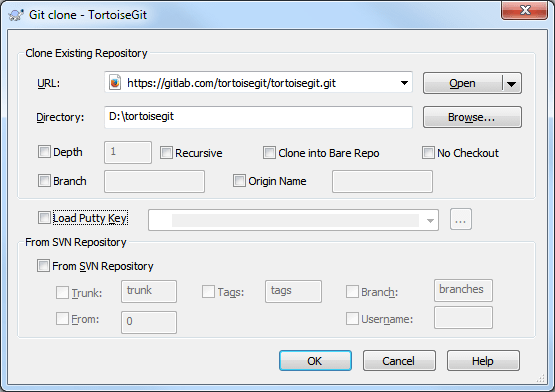 Git clone - TortoiseGit
Clone Existing Repository
URL: https://gitlab.com/tortoisegit/tortoisegit.git Open
Directory: D:\tortoisegit Browse...
Depth 1 Recursive Clone into Bare Repo No Checkout
Branch Origin Name
Load Putty Key ...
From SVN Repository
From SVN Repository
Trunk: trunk Tags: tags Branch: branches
From: 0 Username:
OK Cancel Help